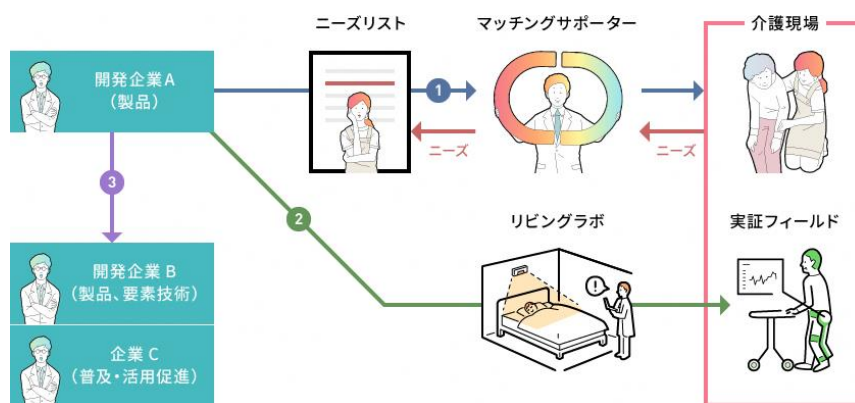 ニーズリスト
マッチングサポーター
介護現場
開発企業A
(製品)
1
ニーズ
ニーズ
3
2
リビングラボ
実証フィールド
開発企業 B
(製品、要素技術)
企業 C
(普及・活用促進)
!